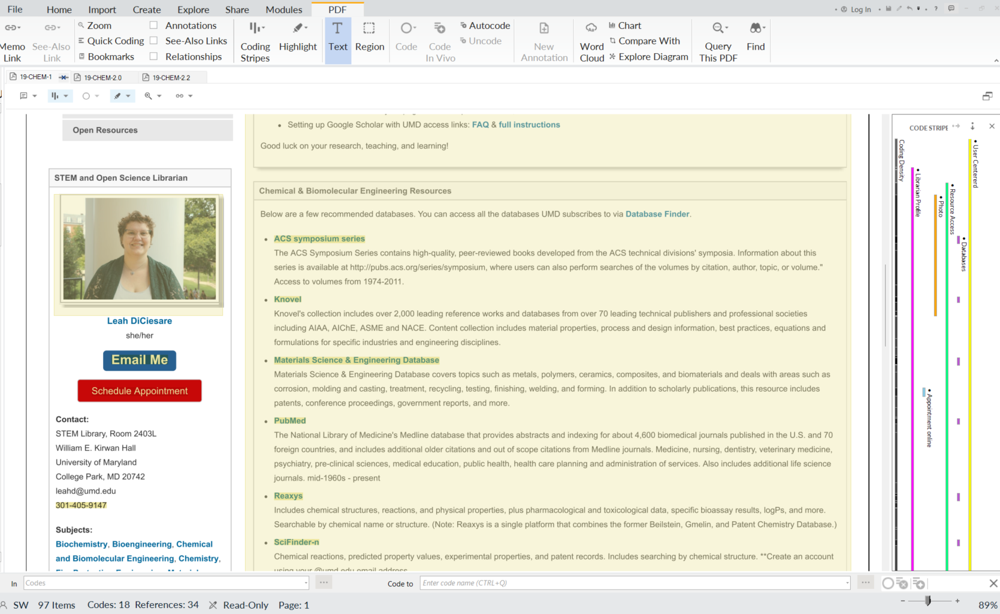 File Home Import Create Explore Share Modules PDF Log In ?
Memo Link
See-Also Link
Zoom
Quick Coding
Bookmarks
Annotations
See-Also Links
Relationships
Coding Stripes
Highlight
Text
Region
Code
Code In Vivo
Autocode
Uncode
New Annotation
Word Cloud
Chart
Compare With
Explore Diagram
Query This PDF
Find
19-CHEM-1 19-CHEM-2.0 19-CHEM-2.2
Open Resources
STEM and Open Science Librarian
Leah DiCiesare
she/her
Email Me
Schedule Appointment
Contact:
STEM Library, Room 2403L
William E. Kirwan Hall
University of Maryland
College Park, MD 20742
leahd@umd.edu
301-405-9147
Subjects:
Biochemistry, Bioengineering, Chemical
and Biomolecular Engineering, Chemistry,
• Setting up Google Scholar with UMD access links: FAQ & full instructions
Good luck on your research, teaching, and learning!
Chemical & Biomolecular Engineering Resources
Below are a few recommended databases. You can access all the databases UMD subscribes to via Database Finder.
• ACS symposium series
The ACS Symposium Series contains high-quality, peer-reviewed books developed from the ACS technical divisions' symposia. Information about this
series is available at http://pubs.acs.org/series/symposium, where users can also perform searches of the volumes by citation, author, topic, or volume."
Access to volumes from 1974-2011.
• Knovel
Knovel's collection includes over 2,000 leading reference works and databases from over 70 leading technical publishers and professional societies
including AIAA, AIChE, ASME and NACE. Content collection includes material properties, process and design information, best practices, equations and
formulations for specific industries and engineering disciplines.
• Materials Science & Engineering Database
Materials Science & Engineering Database covers topics such as metals, polymers, ceramics, composites, and biomaterials and deals with areas such as
corrosion, molding and casting, treatment, recycling, testing, finishing, welding, and forming. In addition to scholarly publications, this resource includes
patents, conference proceedings, government reports, and more.
• PubMed
The National Library of Medicine's Medline database that provides abstracts and indexing for about 4,600 biomedical journals published in the U.S. and 70
foreign countries, and includes additional older citations and out of scope citations from Medline journals. Medicine, nursing, dentistry, veterinary medicine,
psychiatry, pre-clinical sciences, medical education, public health, health care planning and administration of services. Also includes additional life science
journals. mid-1960s - present
• Reaxys
Includes chemical structures, reactions, and physical properties, plus pharmacological and toxicological data, specific bioassay results, logPs, and more.
Searchable by chemical name or structure. (Note: Reaxys is a single platform that combines the former Beilstein, Gmelin, and Patent Chemistry Database.)
• SciFinder-n
Chemical reactions, predicted property values, experimental properties, and patent records. Includes searching by chemical structure. **Create an account
using your @umd.edu email address
CODE STRIPE
Coding Density
Librarian Profile
Appointment online
Photo
Resource Access
Databases
User Centererd
In Codes Code to Enter code name (CTRL+Q)
SW 97 Items Codes: 18 References: 34 Read-Only Page: 1 89%